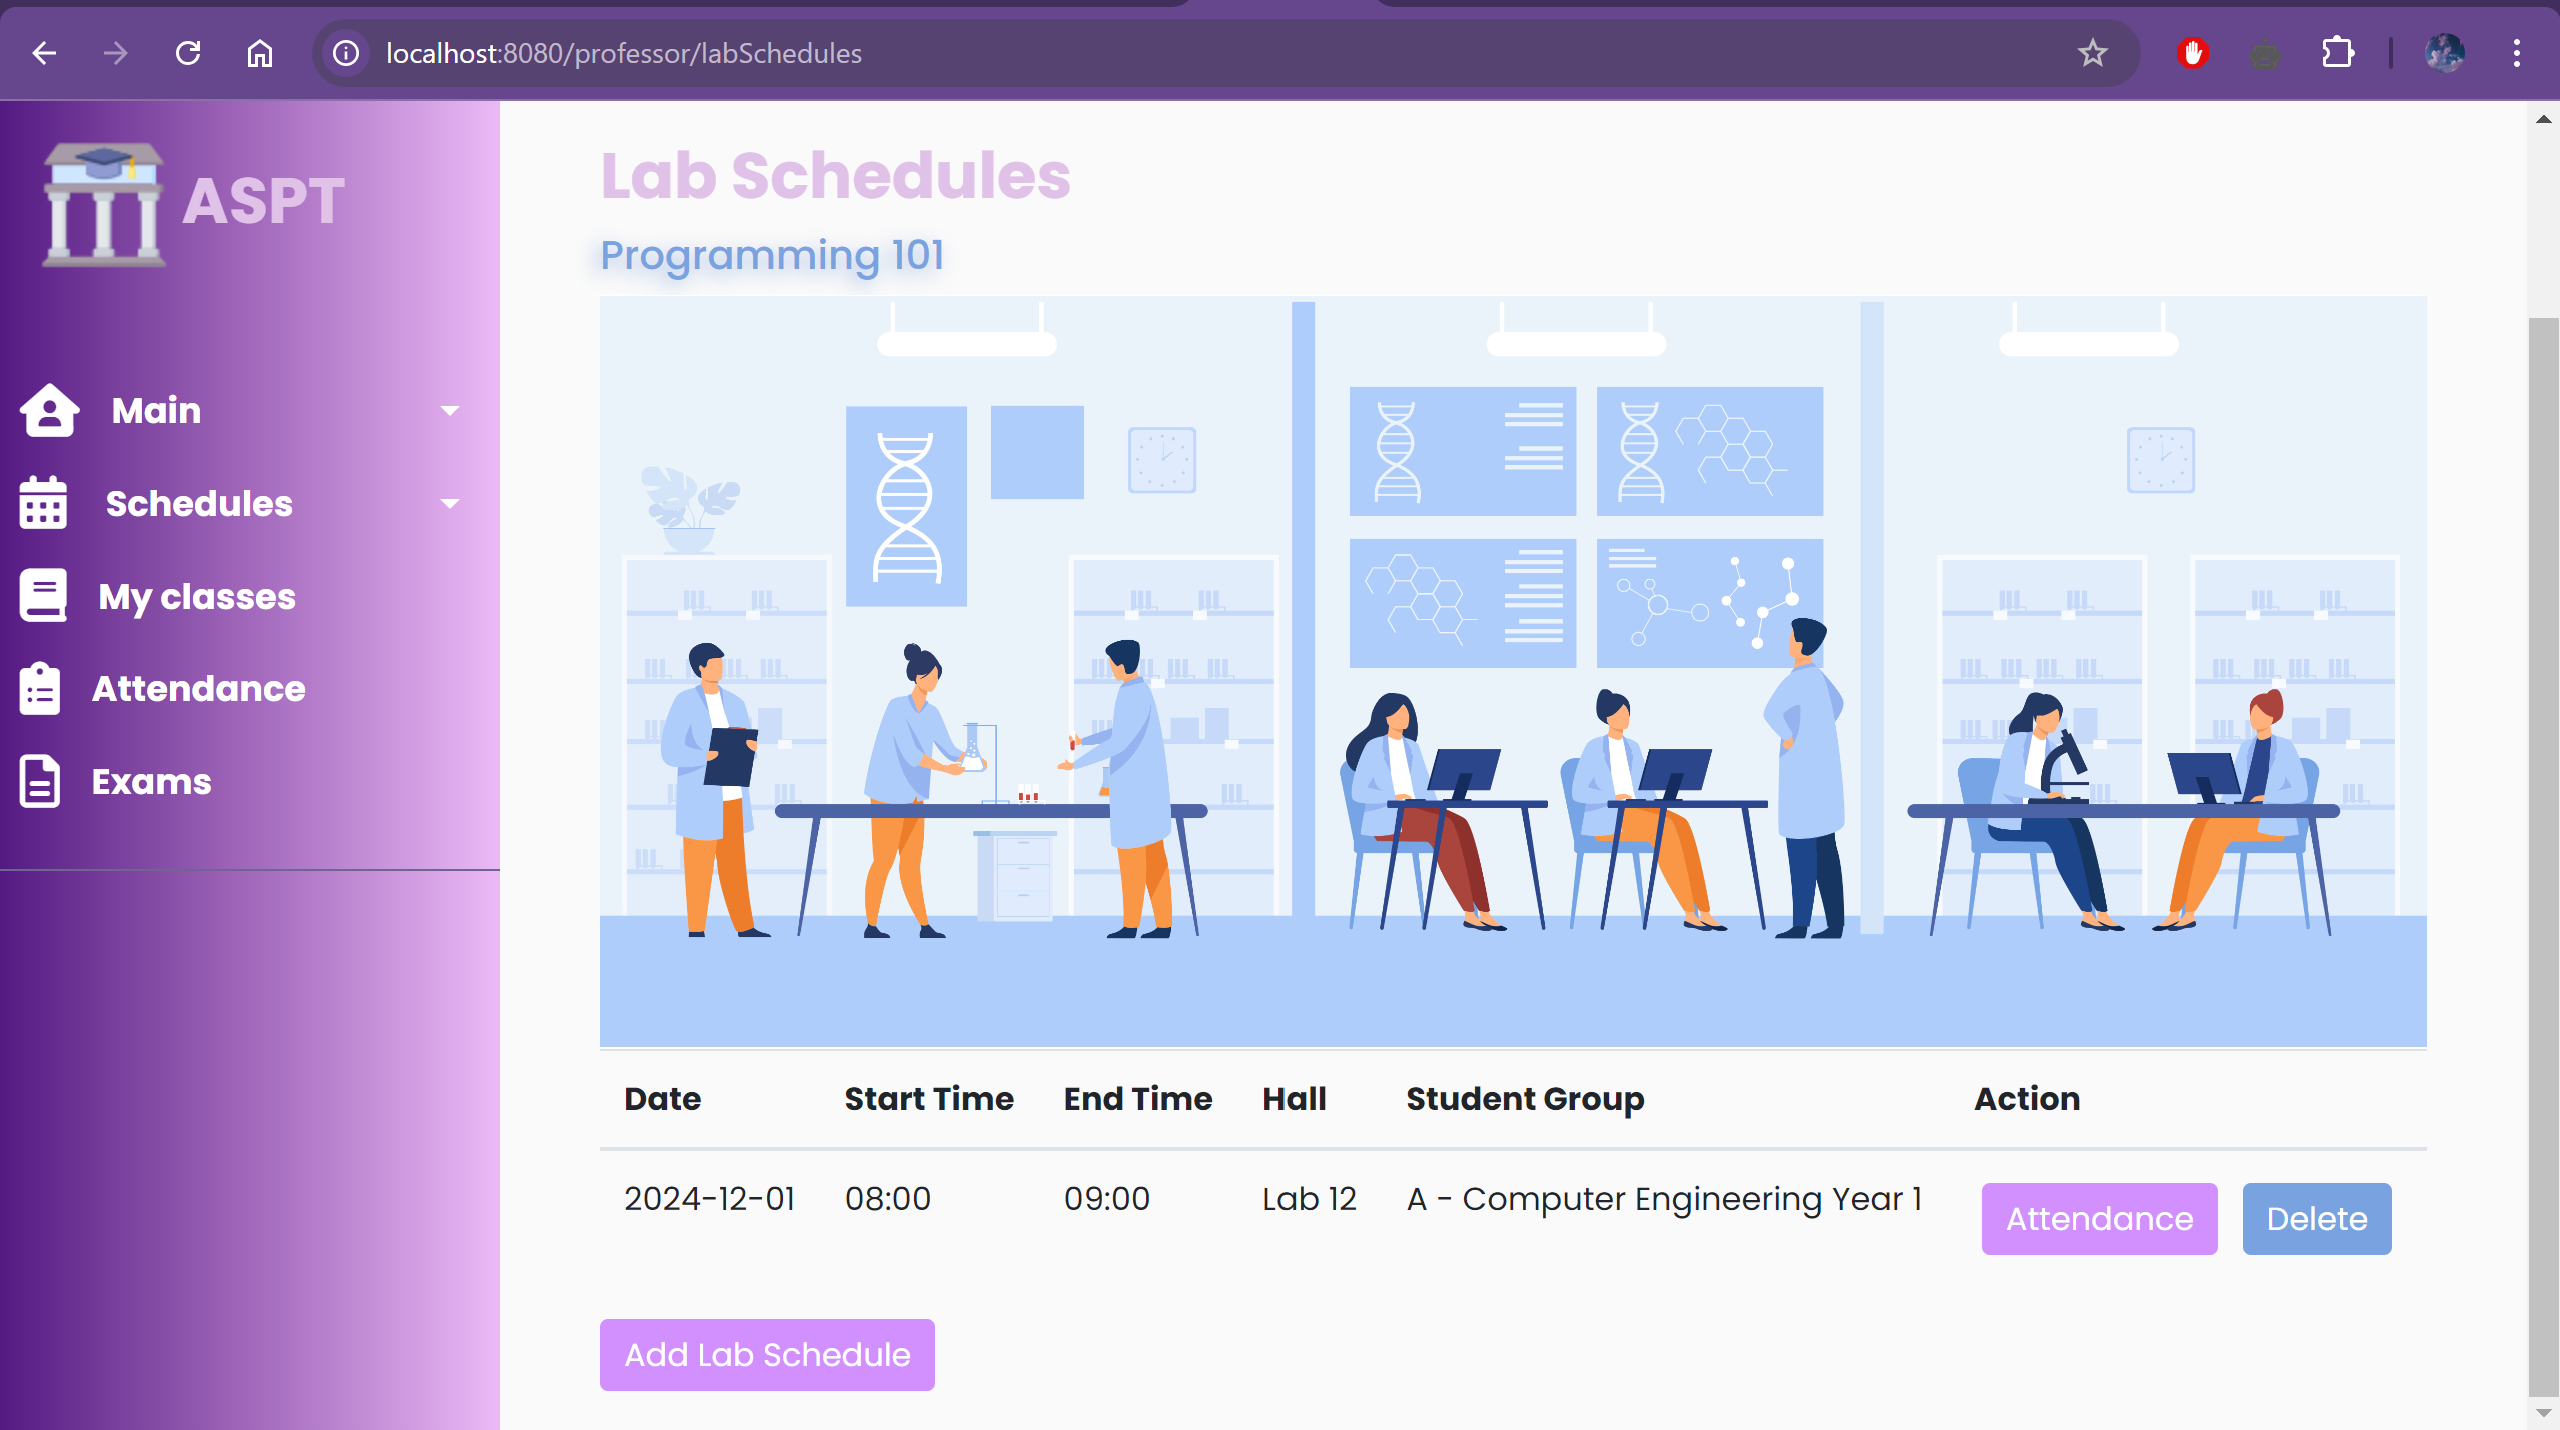 localhost:8080/professor/labSchedules
ASPT
Main
Schedules
My classes
Attendance
Exams
Lab Schedules
Programming 101
Date Start Time End Time Hall Student Group Action
2024-12-01 08:00 09:00 Lab 12 A - Computer Engineering Year 1 Attendance Delete
Add Lab Schedule